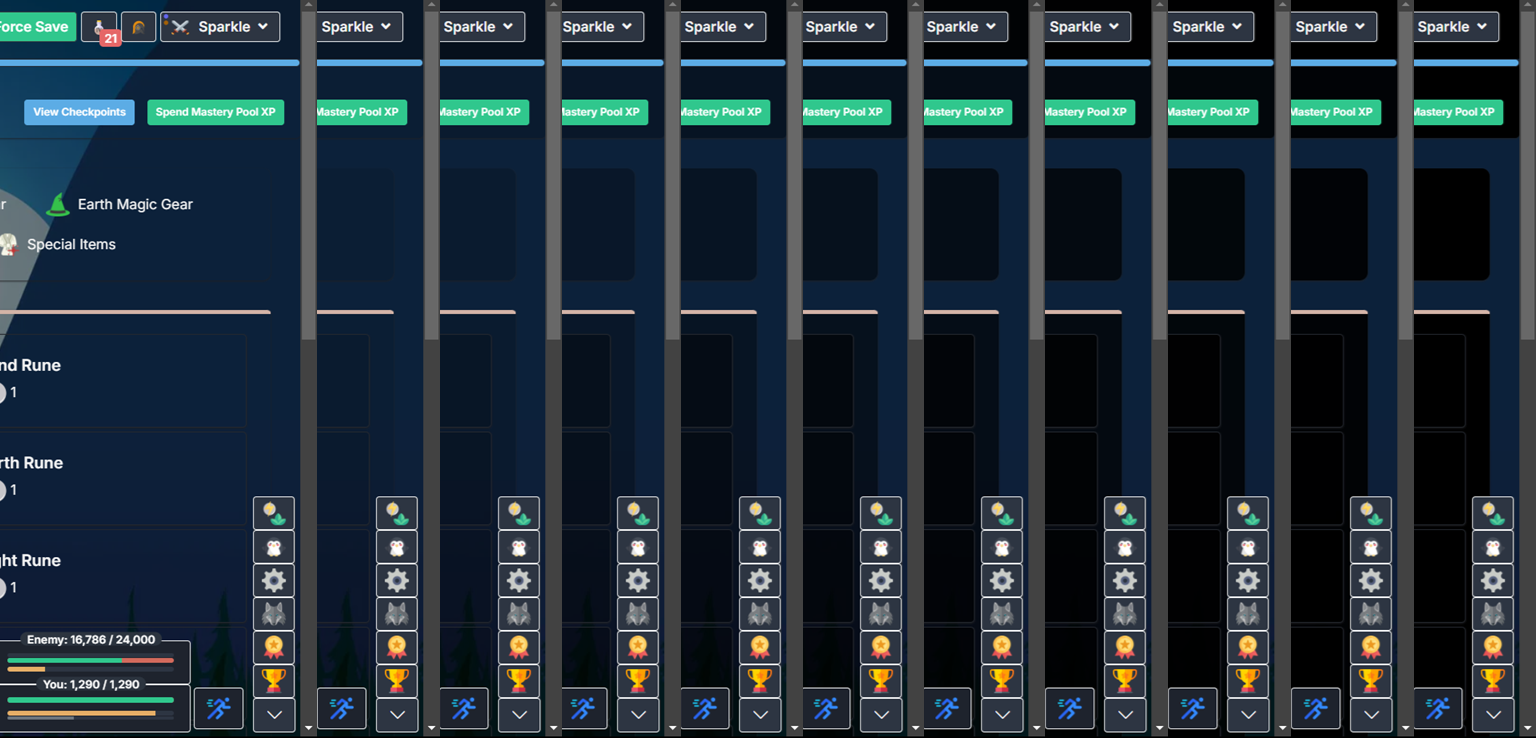 Force Save
21
Sparkle
Sparkle
Sparkle
Sparkle
Sparkle
Sparkle
Sparkle
Sparkle
Sparkle
Sparkle
Sparkle
View Checkpoints
Spend Mastery Pool XP
Mastery Pool XP
Mastery Pool XP
Mastery Pool XP
Mastery Pool XP
Mastery Pool XP
Mastery Pool XP
Mastery Pool XP
Mastery Pool XP
Mastery Pool XP
Mastery Pool XP
r
Earth Magic Gear
Special Items
nd Rune
1
rth Rune
1
ght Rune
1
Enemy: 16,786 / 24,000
You: 1,290 / 1,290